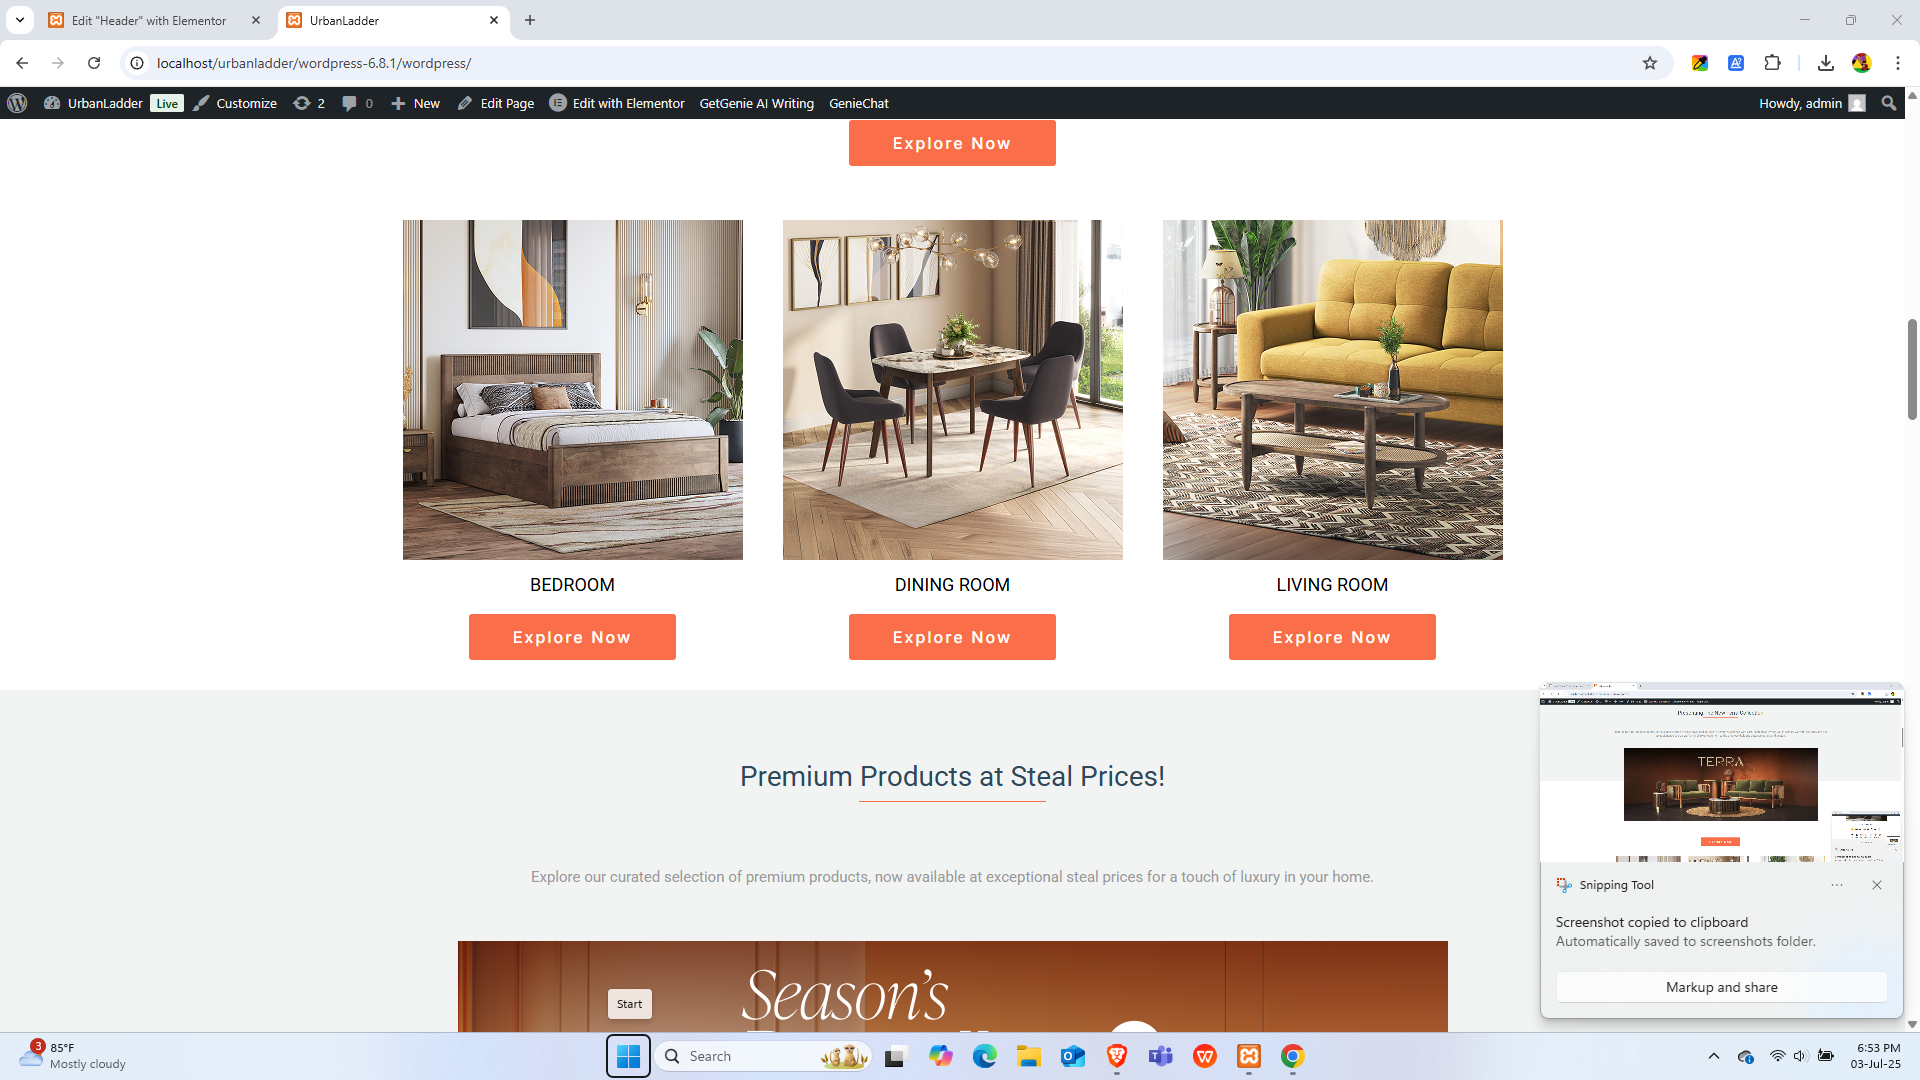 Edit "Header" with Elementor
UrbanLadder
localhost/urbanladder/wordpress-6.8.1/wordpress/
UrbanLadder Live Customize 2 0 New Edit Page Edit with Elementor GetGenie AI Writing GenieChat Howdy, admin
Explore Now
BEDROOM
DINING ROOM
LIVING ROOM
Explore Now
Explore Now
Explore Now
Premium Products at Steal Prices!
Explore our curated selection of premium products, now available at exceptional steal prices for a touch of luxury in your home.
Season's
Start
Presenting The New Terra Collection
TERRA
Snipping Tool
Screenshot copied to clipboard
Automatically saved to screenshots folder.
Markup and share
3
85°F
Mostly cloudy
Search
6:53 PM
03-Jul-25